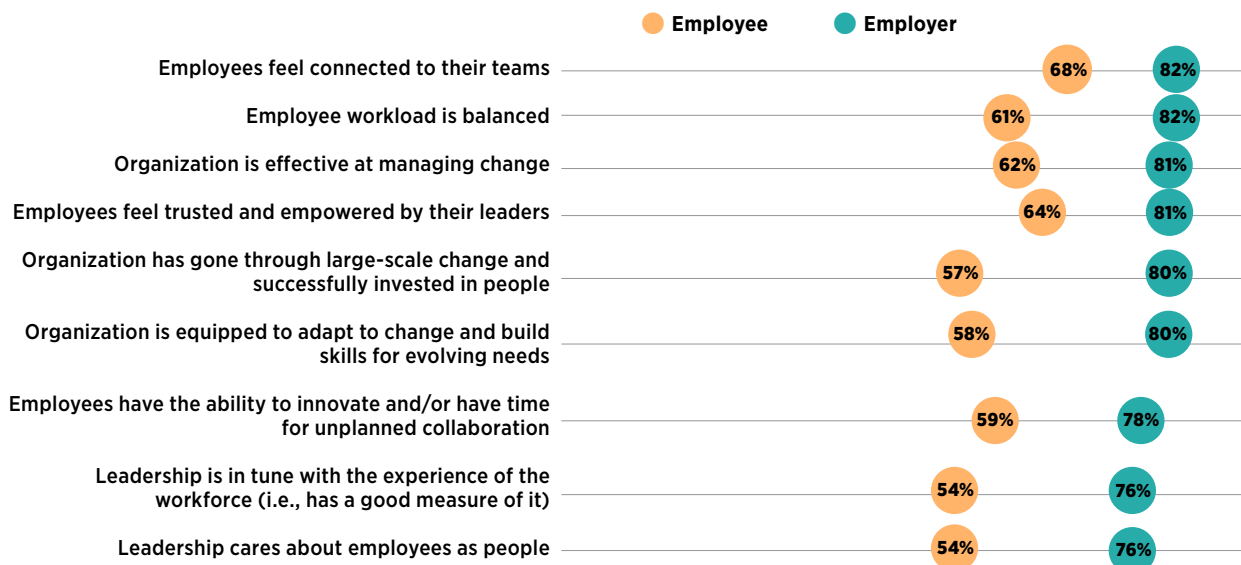 Employee Employer
Employees feel connected to their teams 68% 82%
Employee workload is balanced 61% 82%
Organization is effective at managing change 62% 81%
Employees feel trusted and empowered by their leaders 64% 81%
Organization has gone through large-scale change and
successfully invested in people 57% 80%
Organization is equipped to adapt to change and build
skills for evolving needs 58% 80%
Employees have the ability to innovate and/or have time
for unplanned collaboration 59% 78%
Leadership is in tune with the experience of the
workforce (i.e., has a good measure of it) 54% 76%
Leadership cares about employees as people 54% 76%